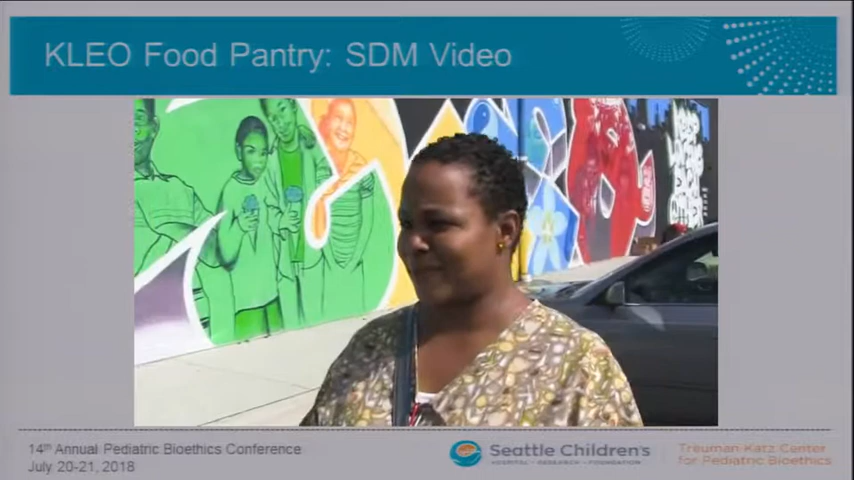 KLEO Food Pantry: SDM Video
14th Annual Pediatric Bioethics Conference
July 20-21, 2018
Seattle Children's
HOSPITAL • RESEARCH • FOUNDATION
Treuman Katz Center
for Pediatric Bioethics